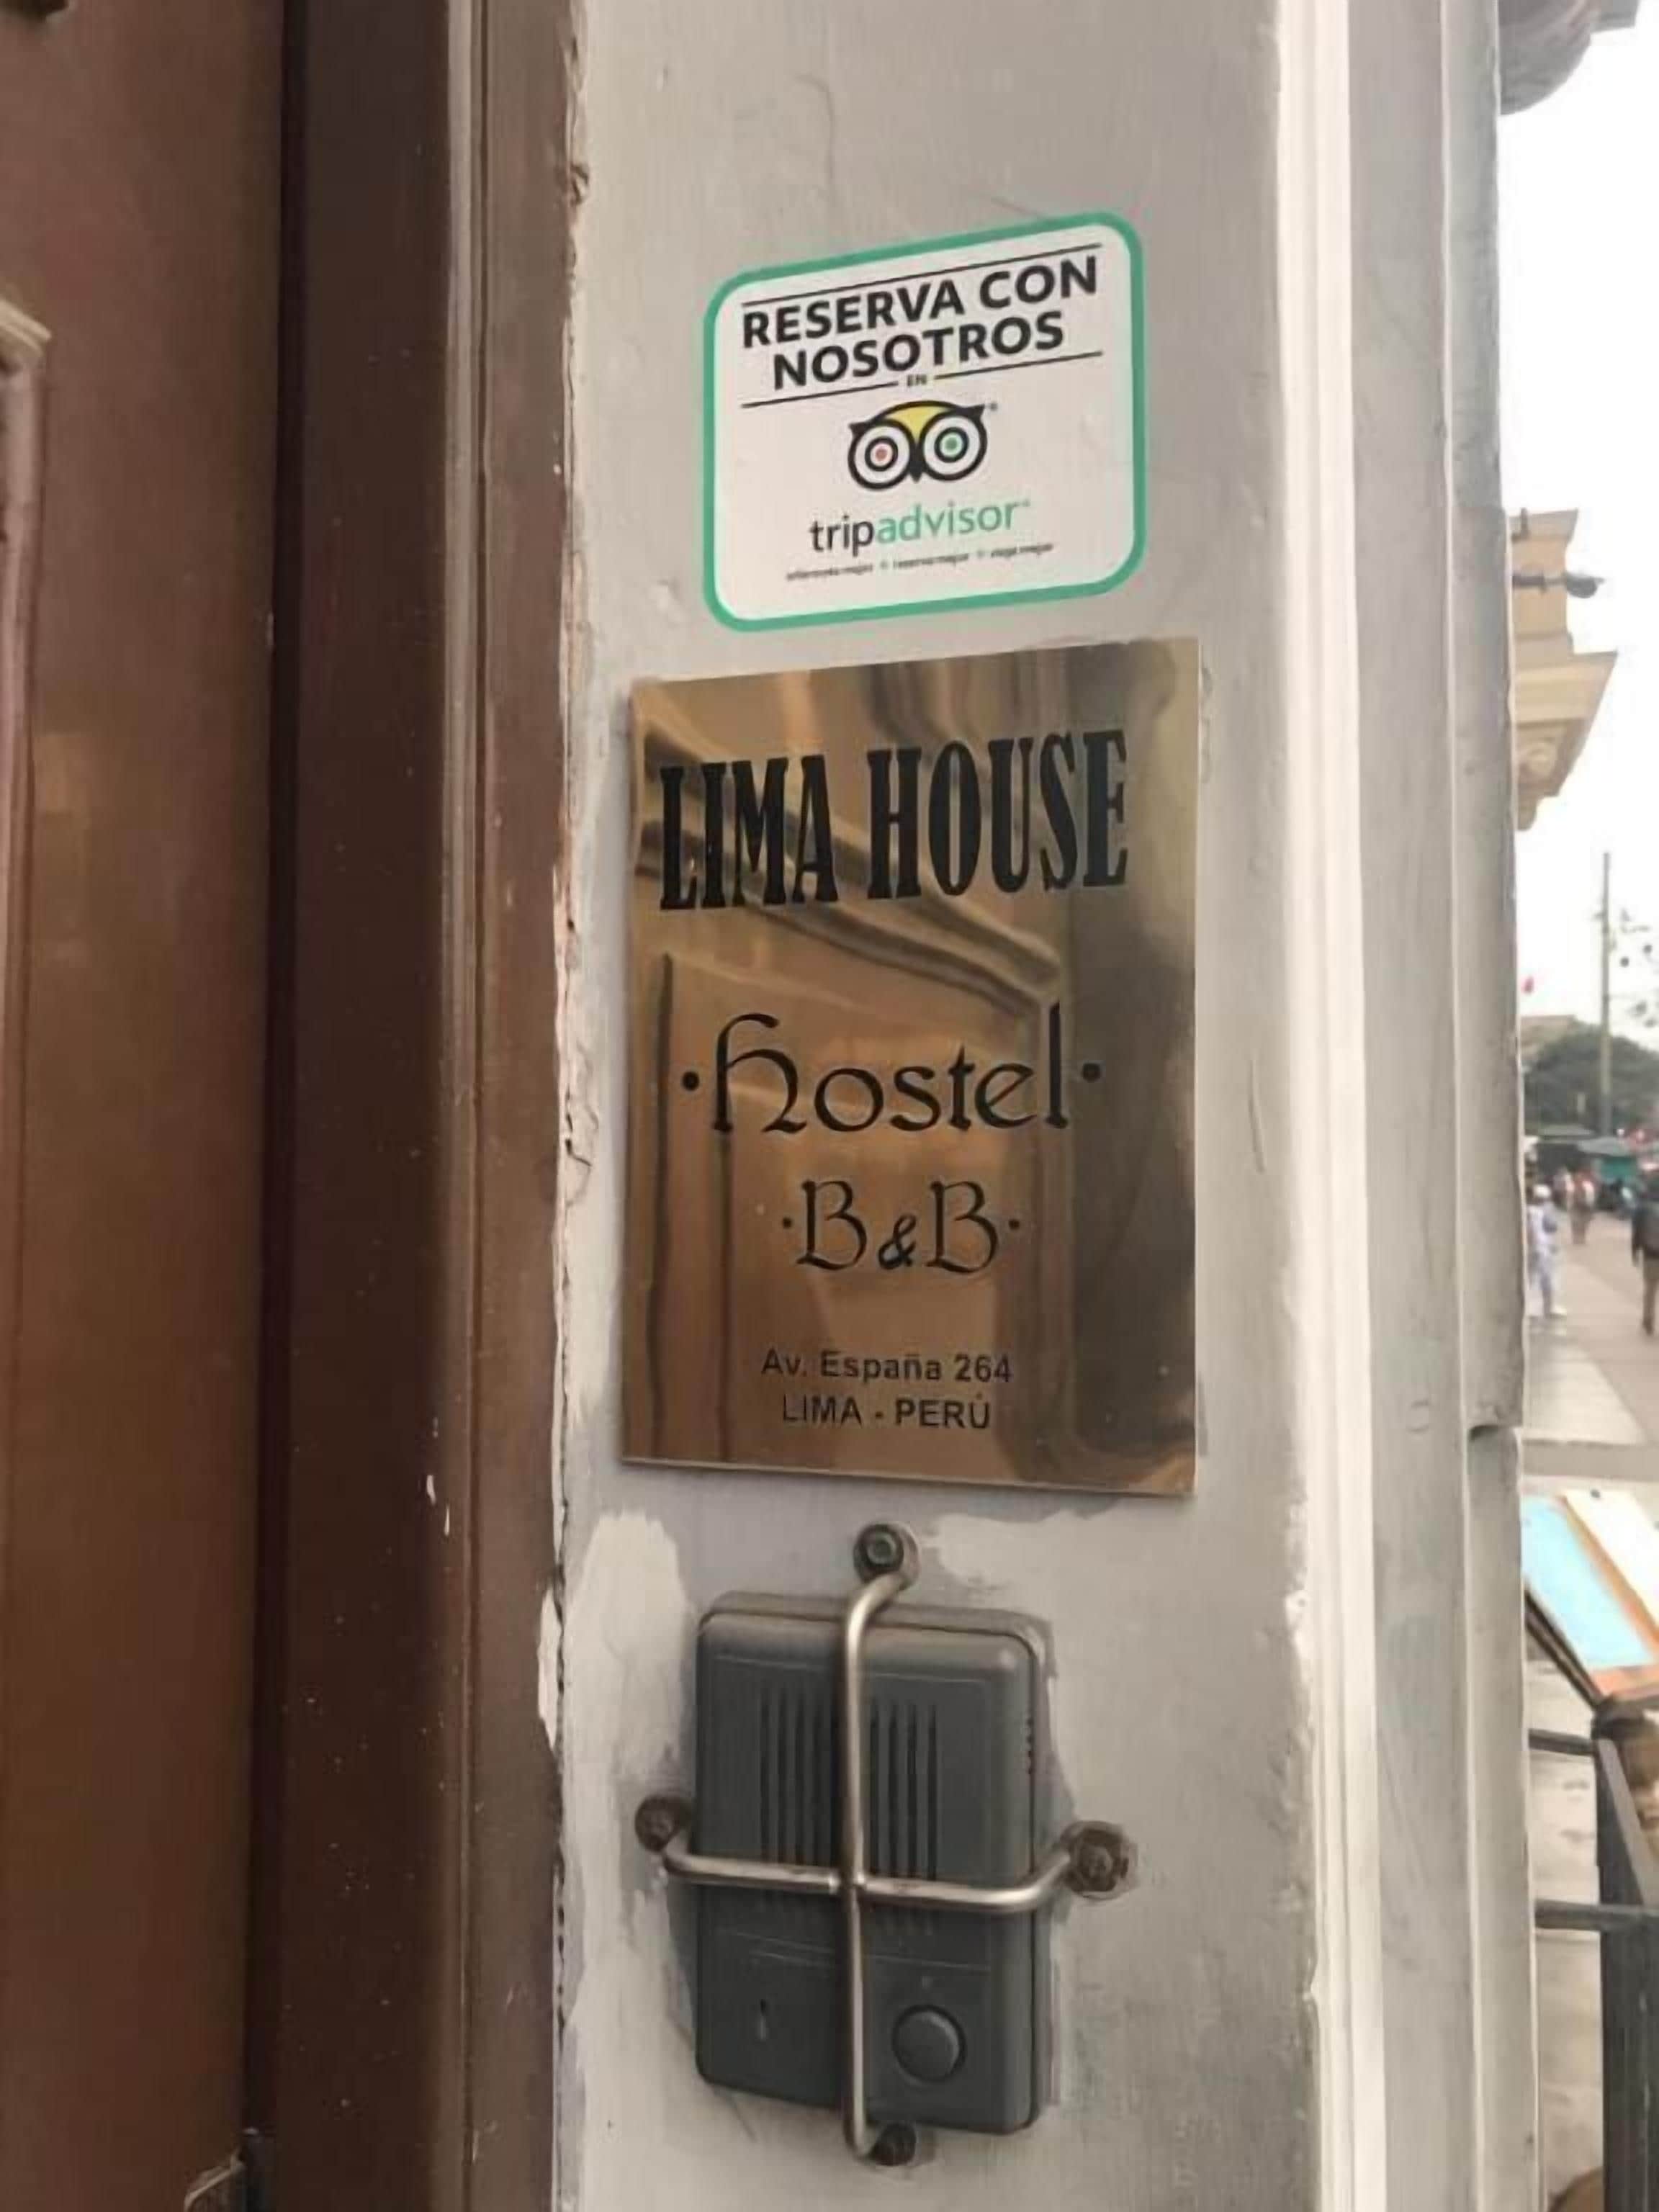 RESERVA CON
NOSOTROS
EN
tripadvisor
LIMA HOUSE
·hostel·
·B&B·
Av. España 264
LIMA - PERÚ